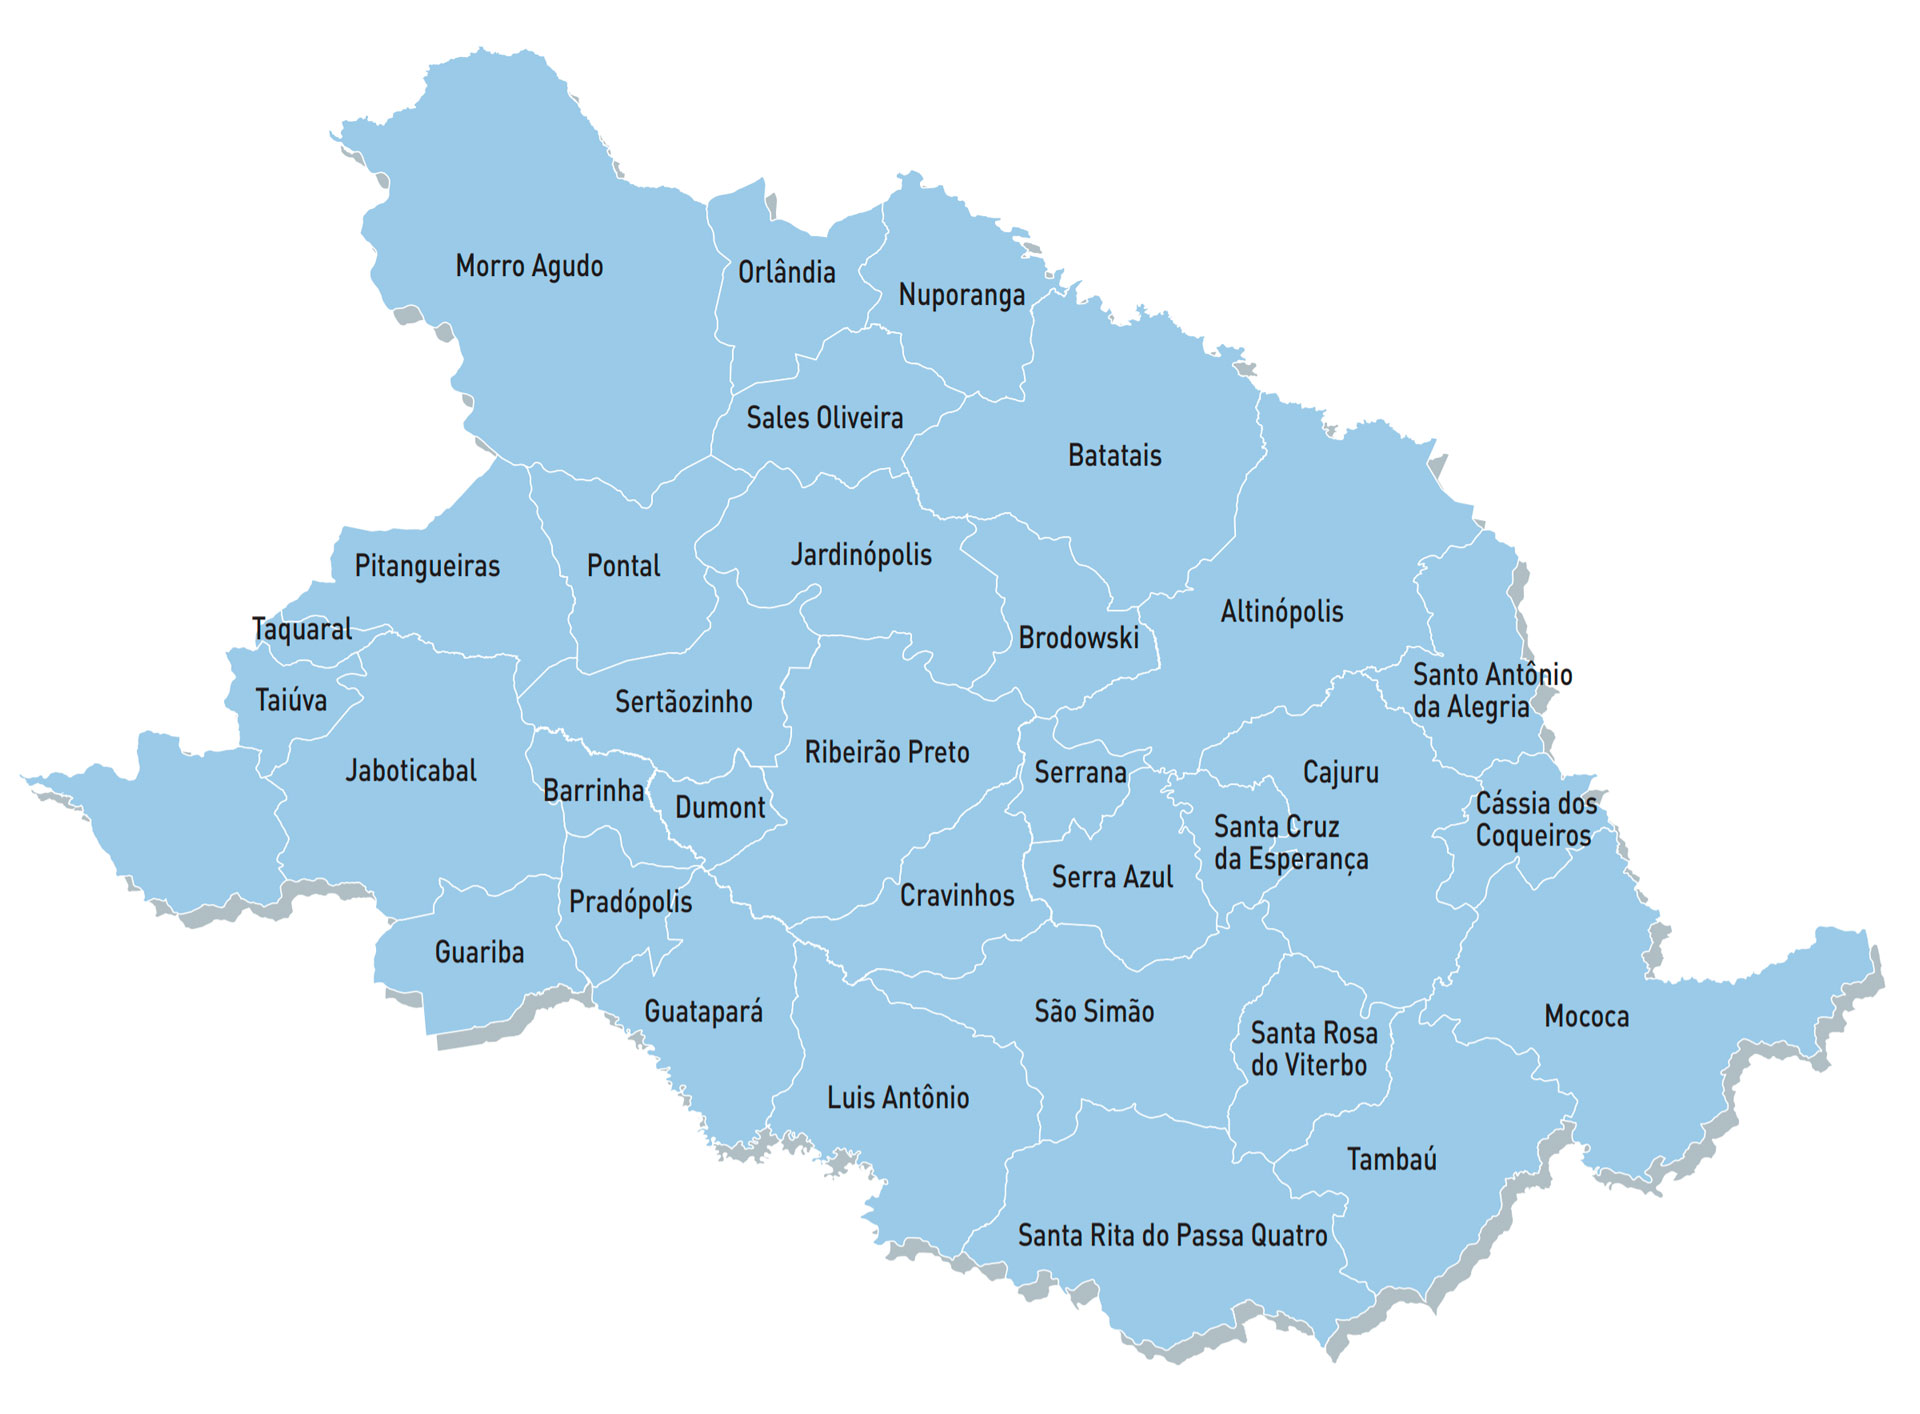 Morro Agudo
Orlândia
Nuporanga
Sales Oliveira
Batatais
Pitangueiras
Pontal
Jardinópolis
Altinópolis
Taquaral
Brodowski
Santo Antônio
da Alegria
Taiúva
Sertãozinho
Jaboticabal
Ribeirão Preto
Serrana
Cajuru
Barrinha
Dumont
Cássia dos
Coqueiros
Santa Cruz
da Esperança
Serra Azul
Cravinhos
Pradópolis
Guariba
Guatapará
São Simão
Mococa
Santa Rosa
do Viterbo
Luis Antônio
Tambaú
Santa Rita do Passa Quatro